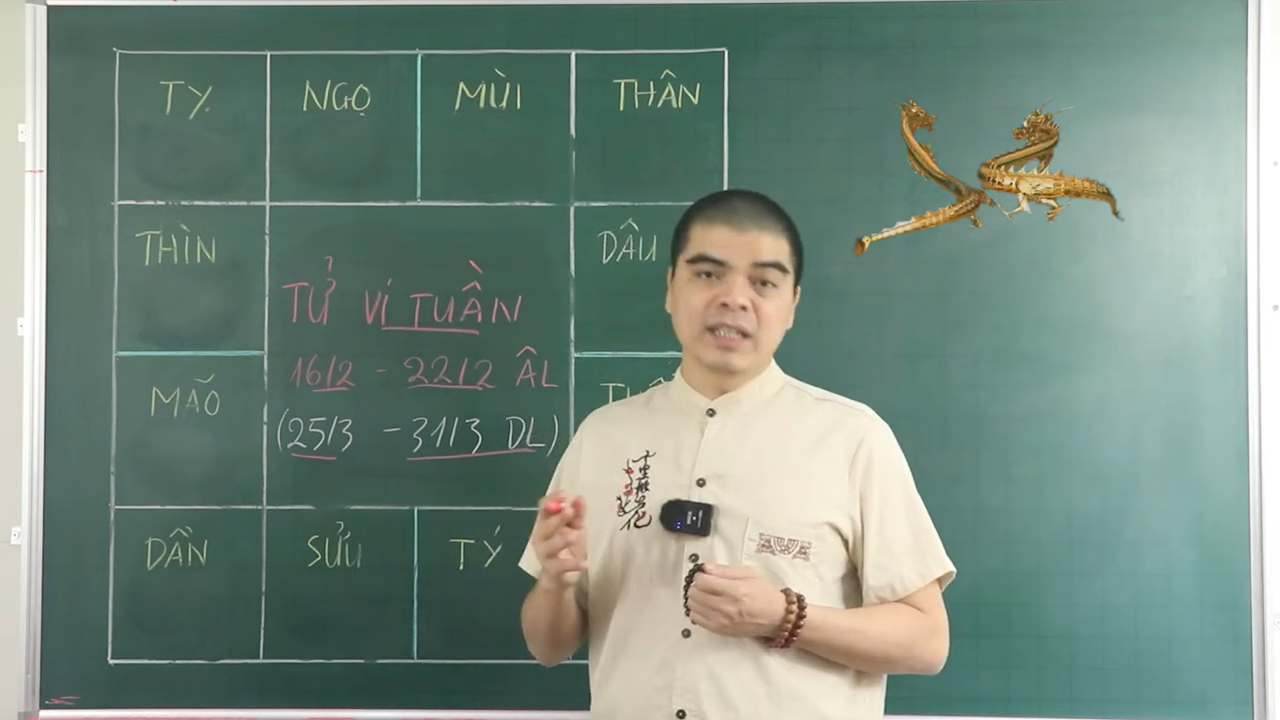 TỴ NGỌ MÙI THÂN
THÌN DẬU
TỬ VI TUẦN
16/2 - 22/2 ÂL
MÃO
(25/3 - 31/3 DL)
DẦN SỬU TÝ